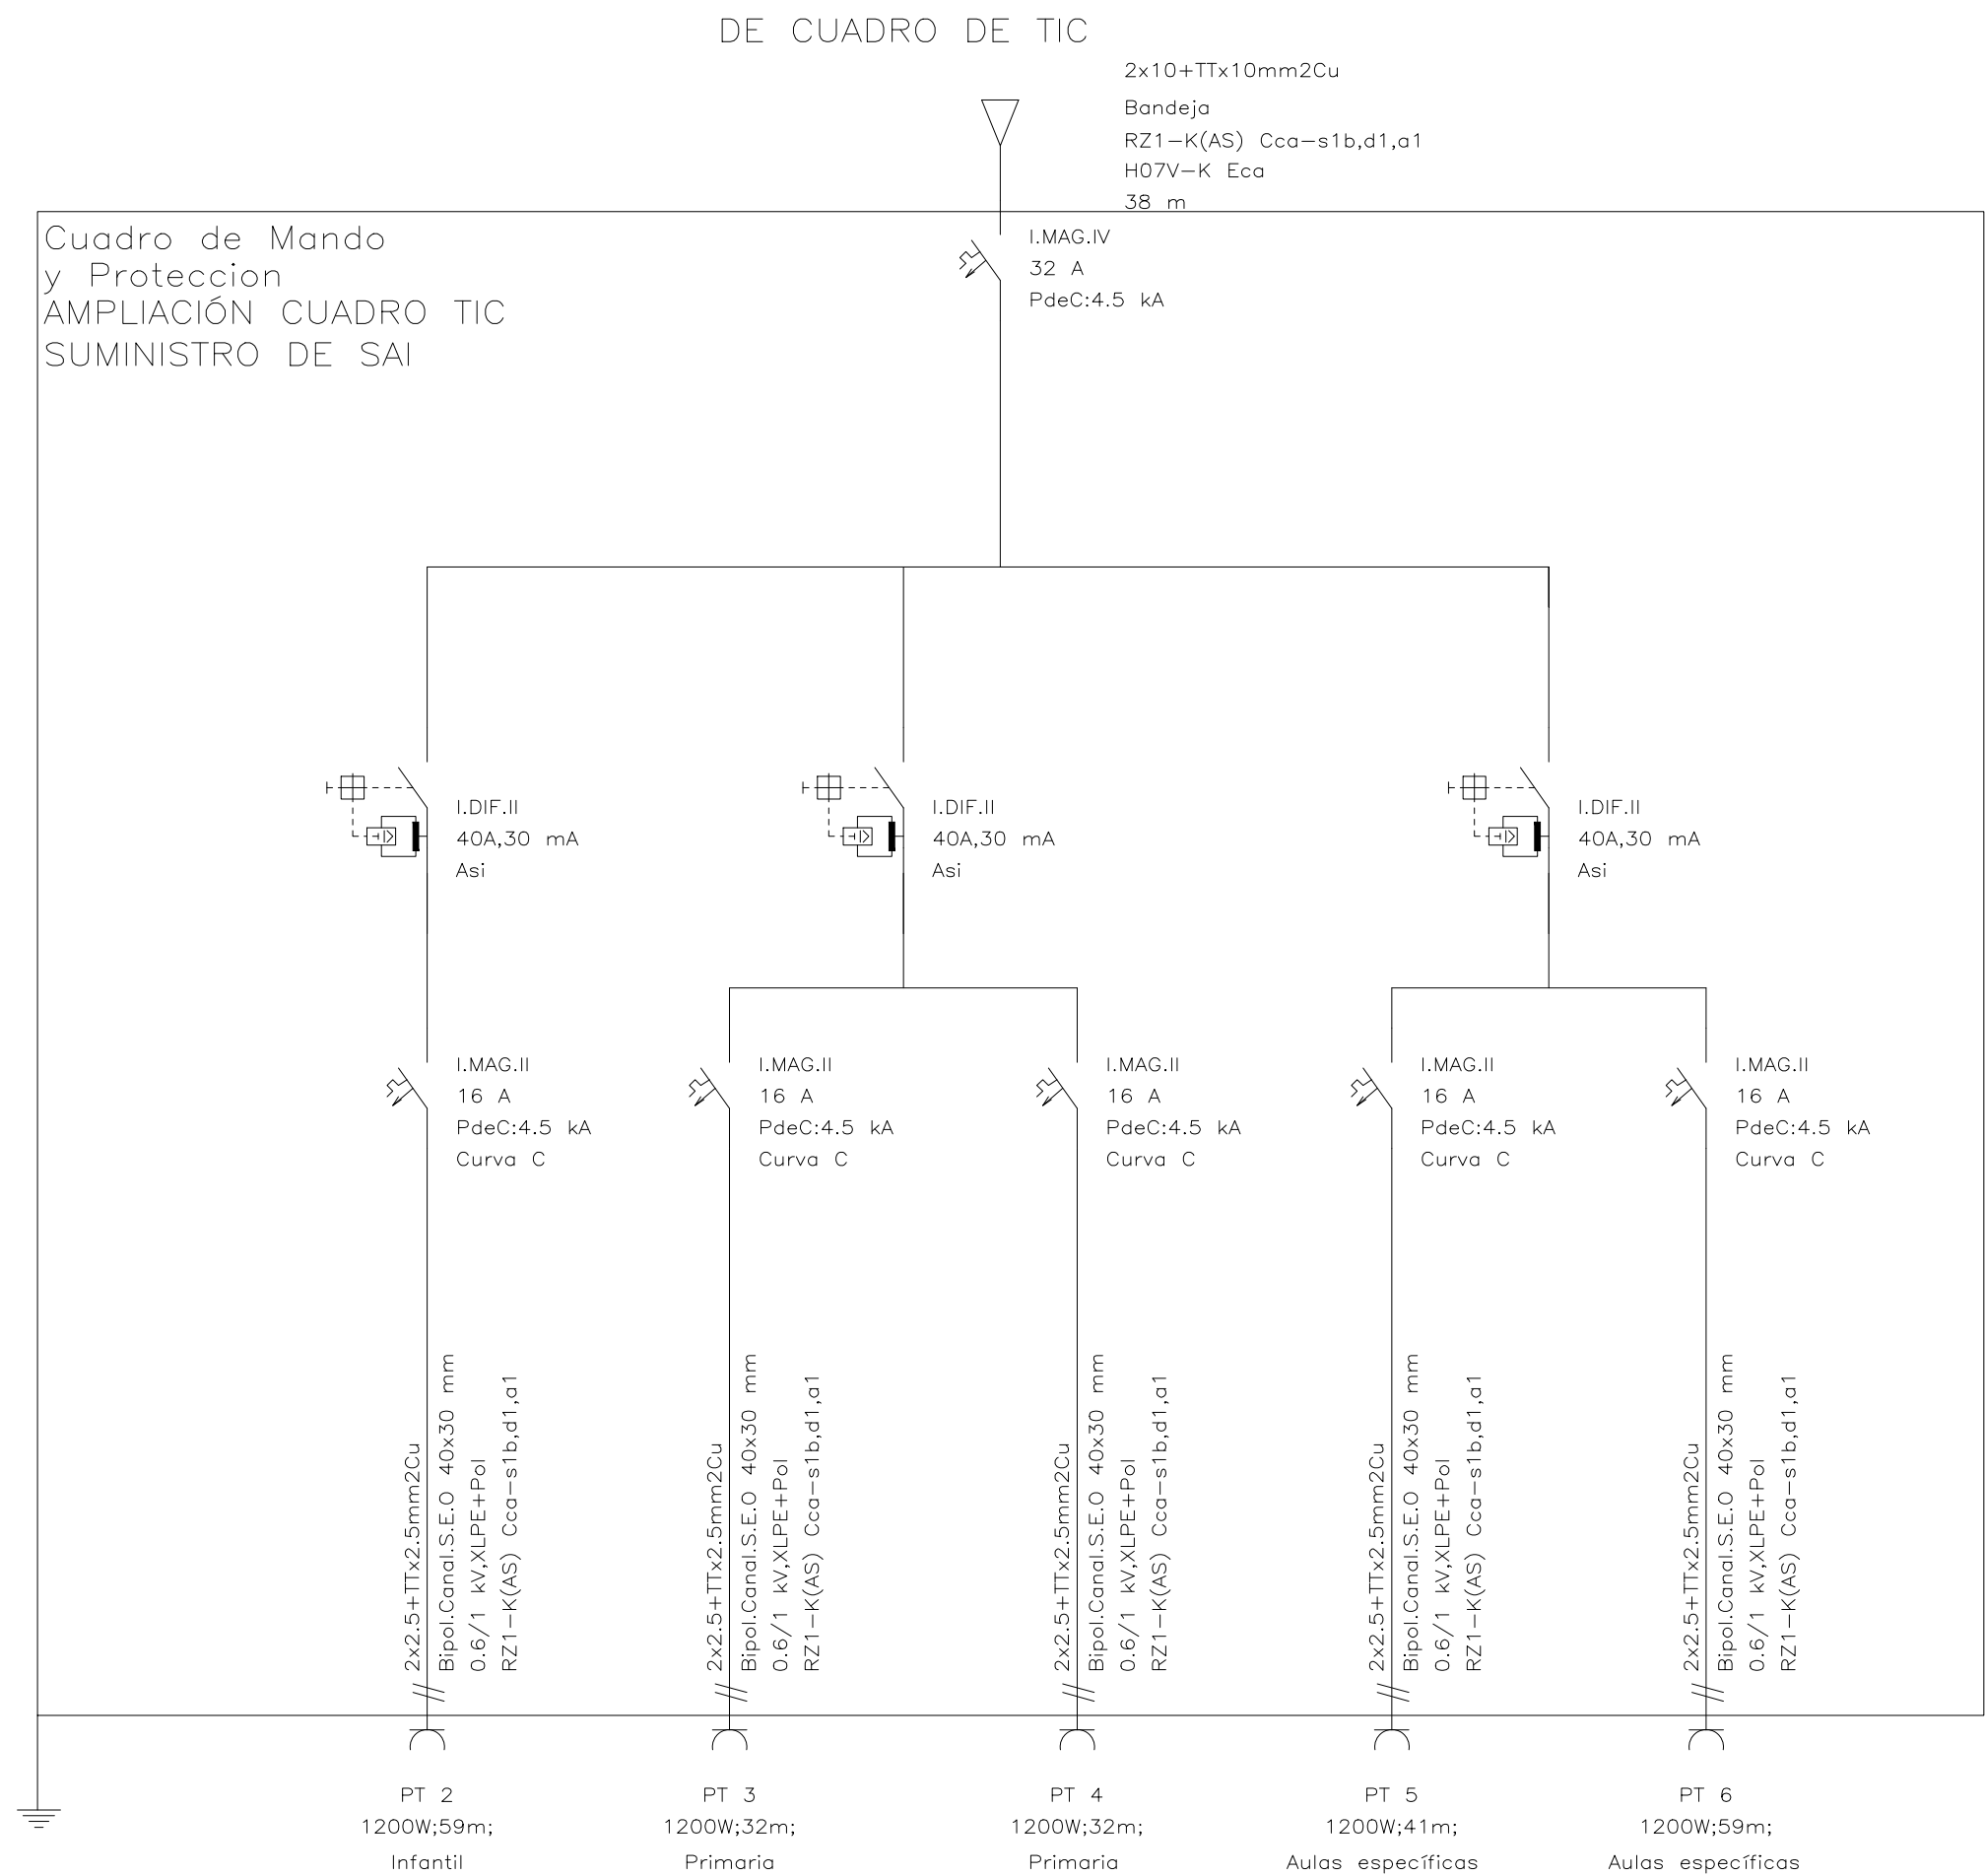 DE CUADRO DE TIC
2x10+TTx10mm2Cu
Bandeja
RZ1-K(AS) Cca-s1b,d1,a1
H07V-K Eca
38 m
Cuadro de Mando
y Proteccion
AMPLIACIÓN CUADRO TIC
SUMINISTRO DE SAI
I.MAG.IV
32 A
PdeC:4.5 kA
I.DIF.II
40A,30 mA
Asi
I.DIF.II
40A,30 mA
Asi
I.DIF.II
40A,30 mA
Asi
I.MAG.II
16 A
PdeC:4.5 kA
Curva C
I.MAG.II
16 A
PdeC:4.5 kA
Curva C
I.MAG.II
16 A
PdeC:4.5 kA
Curva C
I.MAG.II
16 A
PdeC:4.5 kA
Curva C
I.MAG.II
16 A
PdeC:4.5 kA
Curva C
2x2.5+TTx2.5mm2Cu
Bipol.Canal.S.E.O 40x30 mm
0.6/1 kV,XLPE+Pol
RZ1-K(AS) Cca-s1b,d1,a1
2x2.5+TTx2.5mm2Cu
Bipol.Canal.S.E.O 40x30 mm
0.6/1 kV,XLPE+Pol
RZ1-K(AS) Cca-s1b,d1,a1
2x2.5+TTx2.5mm2Cu
Bipol.Canal.S.E.O 40x30 mm
0.6/1 kV,XLPE+Pol
RZ1-K(AS) Cca-s1b,d1,a1
2x2.5+TTx2.5mm2Cu
Bipol.Canal.S.E.O 40x30 mm
0.6/1 kV,XLPE+Pol
RZ1-K(AS) Cca-s1b,d1,a1
2x2.5+TTx2.5mm2Cu
Bipol.Canal.S.E.O 40x30 mm
0.6/1 kV,XLPE+Pol
RZ1-K(AS) Cca-s1b,d1,a1
PT 2
1200W;59m;
Infantil
PT 3
1200W;32m;
Primaria
PT 4
1200W;32m;
Primaria
PT 5
1200W;41m;
Aulas específicas
PT 6
1200W;59m;
Aulas específicas